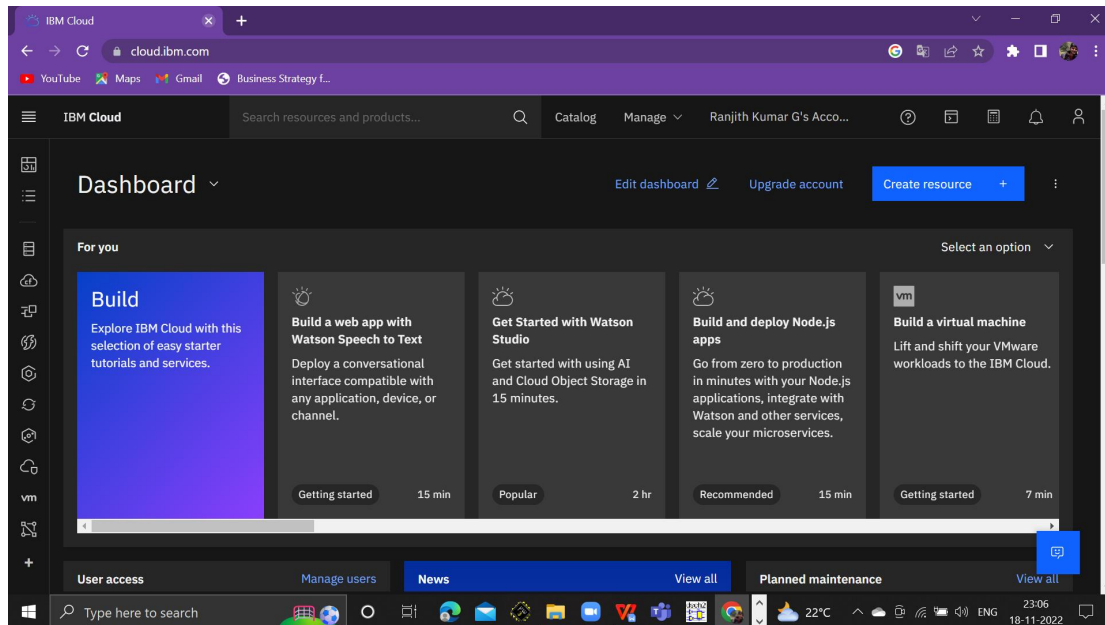 IBM Cloud
cloud.ibm.com
YouTube Maps Gmail Business Strategy f...
IBM Cloud Search resources and products... Catalog Manage Ranjith Kumar G's Acco...
Dashboard Edit dashboard Upgrade account Create resource +
For you Select an option
Build
Explore IBM Cloud with this
selection of easy starter
tutorials and services.
Build a web app with
Watson Speech to Text
Deploy a conversational
interface compatible with
any application, device, or
channel.
Getting started 15 min
Get Started with Watson
Studio
Get started with using AI
and Cloud Object Storage in
15 minutes.
Popular 2 hr
Build and deploy Node.js
apps
Go from zero to production
in minutes with your Node.js
applications, integrate with
Watson and other services,
scale your microservices.
Recommended 15 min
vm
Build a virtual machine
Lift and shift your VMware
workloads to the IBM Cloud.
Getting started 7 min
vm
User access Manage users News View all Planned maintenance View all
Type here to search 22°C ENG 23:06
18-11-2022